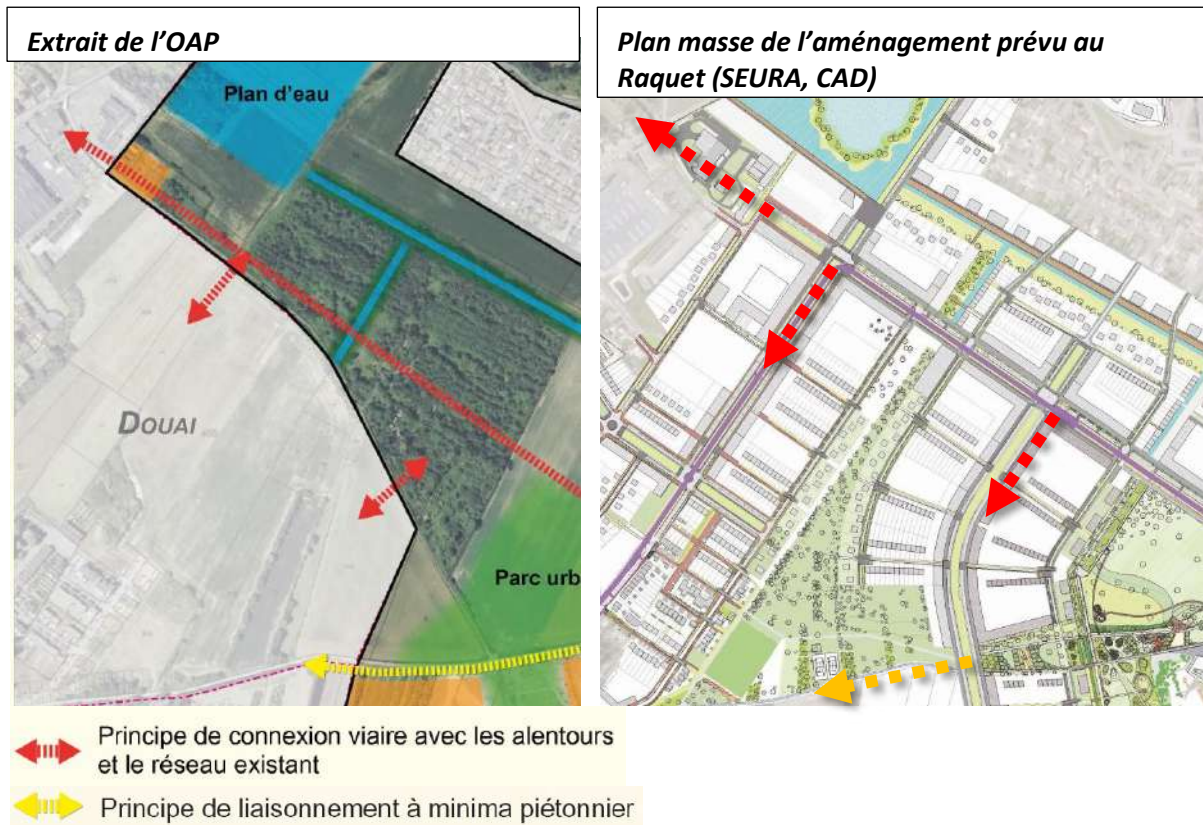 Extrait de l’OAP
Plan masse de l’aménagement prévu au
Raquet (SEURA, CAD)
Plan d'eau
DOUAI
Parc urb
Principe de connexion viaire avec les alentours
et le réseau existant
Principe de liaisonnement à minima piétonnier